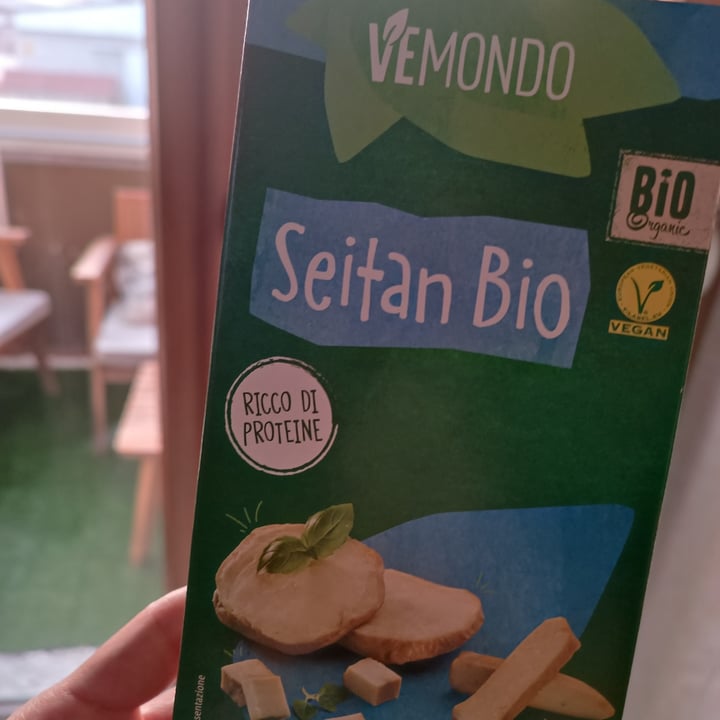 VEMONDO
BIO
Organic
Seitan Bio
VEGAN
RICCO DI
PROTEINE